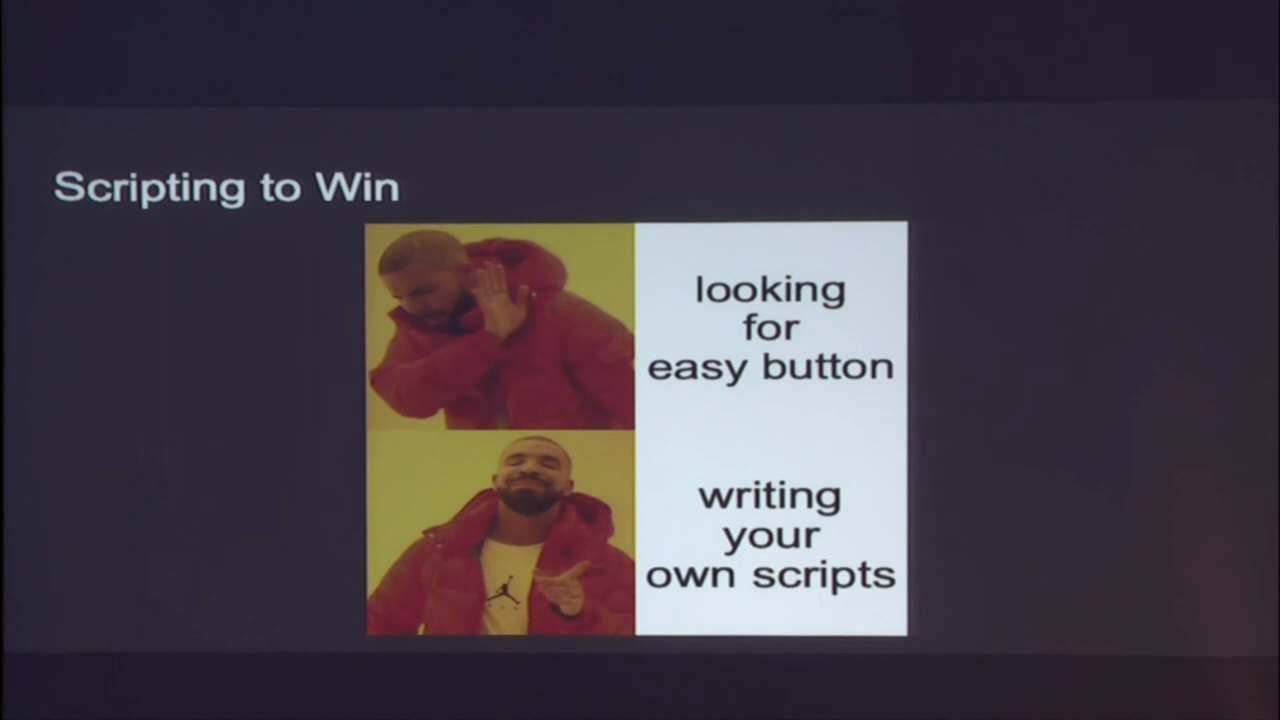 Scripting to Win
looking
for
easy button
writing
your
own scripts